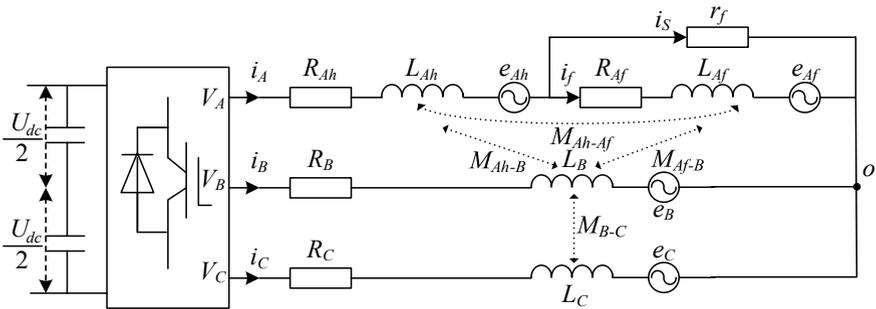 i_S
r_f
i_A
R_Ah
L_Ah
e_Ah
i_f
R_Af
L_Af
e_Af
V_A
U_dc
2
M_Ah-Af
M_Ah-B
L_B
M_Af-B
V_B
i_B
R_B
e_B
o
U_dc
2
M_B-C
V_C
i_C
R_C
e_C
L_C